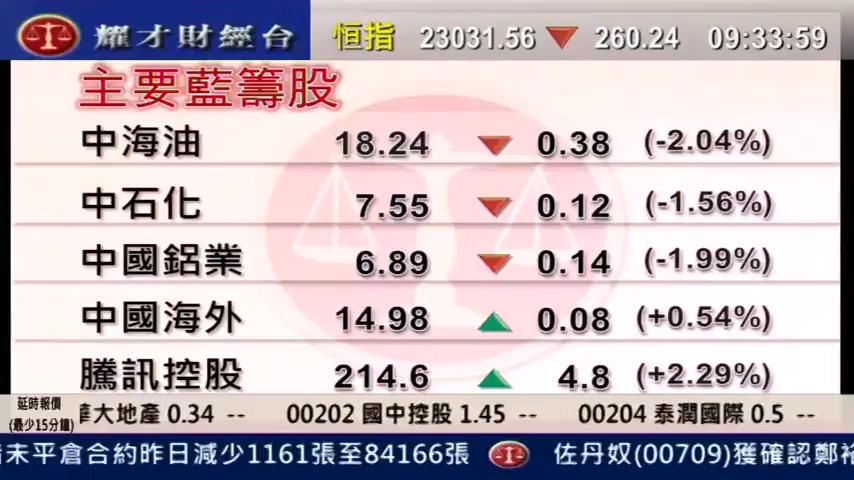 耀才財經台 恒指 23031.56 ▼ 260.24 09:33:59
主要藍籌股
中海油 18.24 ▼ 0.38 (-2.04%)
中石化 7.55 ▼ 0.12 (-1.56%)
中國鋁業 6.89 ▼ 0.14 (-1.99%)
中國海外 14.98 ▲ 0.08 (+0.54%)
騰訊控股 214.6 ▲ 4.8 (+2.29%)
延時報價
(最少15分鐘)
華大地產 0.34 -- 00202 國中控股 1.45 -- 00204 泰潤國際 0.5 --
未平倉合約昨日減少1161張至84166張 佐丹奴(00709)獲確認鄭裕